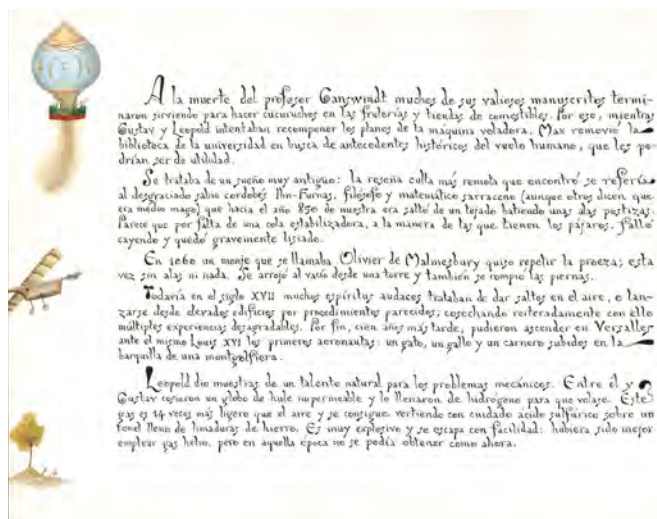 A la muerte del profesor Ganswindt muchos de sus valiosos manuscritos termi-
naron sirviendo para hacer cucuruchos en las fruterías y tiendas de comestibles. Por eso, mientras
Gustav y Leopold intentaban recomponer los planos de la máquina voladora, Max removió la
biblioteca de la universidad en busca de antecedentes históricos del vuelo humano, que les po-
drían ser de utilidad.
Se trataba de un sueño muy antiguo: la reseña culta más remota que encontró se refería
al desgraciado sabio cordobés Ibn-Furnas, filósofo y matemático sarraceno (aunque otros dicen que
era medio mago) que hacia el año 850 de nuestra era saltó de un tejado batiendo unas alas postizas.
Parece que por falta de una cola estabilizadora, a la manera de las que tienen los pájaros, falló
cayendo y quedó gravemente lisiado.
En 1060 un monje que se llamaba Olivier de Malmesbury quiso repetir la proeza; esta
vez sin alas ni nada. Se arrojó al vacío desde una torre y también se rompió las piernas.
Todavía en el siglo XVII muchos espíritus audaces trataban de dar saltos en el aire, o lan-
zarse desde elevados edificios por procedimientos parecidos; cosechando reiteradamente con ello
múltiples experiencias desagradables. Por fin, cien años más tarde, pudieron ascender en Versalles
ante el mismo Louis XVI los primeros aeronautas: un gato, un gallo y un carnero subidos en la
barquilla de una montgolfiera.
Leopold dio muestras de un talento natural para los problemas mecánicos. Entre él y
Gustav cosieron un globo de hule impermeable y lo llenaron de hidrógeno para que volase. Este
gas es 14 veces más ligero que el aire y se consigue vertiendo con cuidado ácido sulfúrico sobre un
tonel lleno de limaduras de hierro. Es muy explosivo y se escapa con facilidad: hubiera sido mejor
emplear gas helio, pero en aquella época no se podía obtener como ahora.